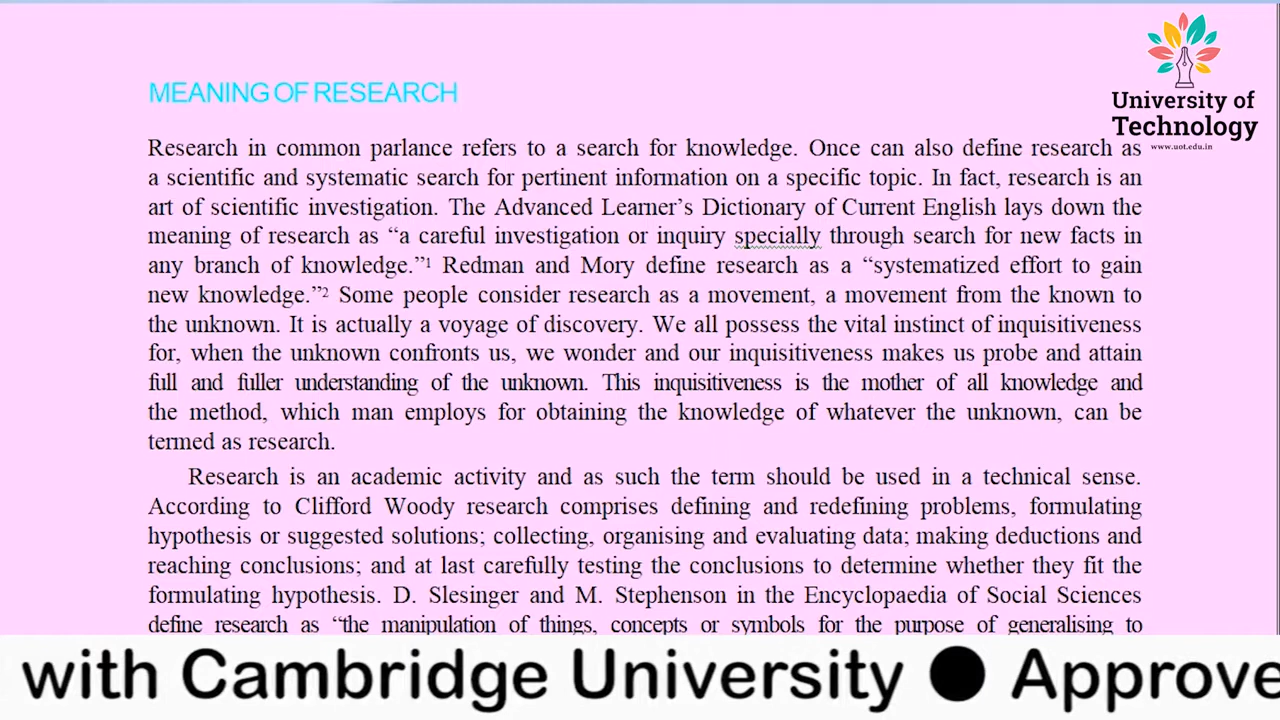 MEANING OF RESEARCH
University of
Technology
www.uot.edu.in
Research in common parlance refers to a search for knowledge. Once can also define research as
a scientific and systematic search for pertinent information on a specific topic. In fact, research is an
art of scientific investigation. The Advanced Learner’s Dictionary of Current English lays down the
meaning of research as “a careful investigation or inquiry specially through search for new facts in
any branch of knowledge.”1 Redman and Mory define research as a “systematized effort to gain
new knowledge.”2 Some people consider research as a movement, a movement from the known to
the unknown. It is actually a voyage of discovery. We all possess the vital instinct of inquisitiveness
for, when the unknown confronts us, we wonder and our inquisitiveness makes us probe and attain
full and fuller understanding of the unknown. This inquisitiveness is the mother of all knowledge and
the method, which man employs for obtaining the knowledge of whatever the unknown, can be
termed as research.
Research is an academic activity and as such the term should be used in a technical sense.
According to Clifford Woody research comprises defining and redefining problems, formulating
hypothesis or suggested solutions; collecting, organising and evaluating data; making deductions and
reaching conclusions; and at last carefully testing the conclusions to determine whether they fit the
formulating hypothesis. D. Slesinger and M. Stephenson in the Encyclopaedia of Social Sciences
define research as “the manipulation of things, concepts or symbols for the purpose of generalising to
with Cambridge University ● Approve